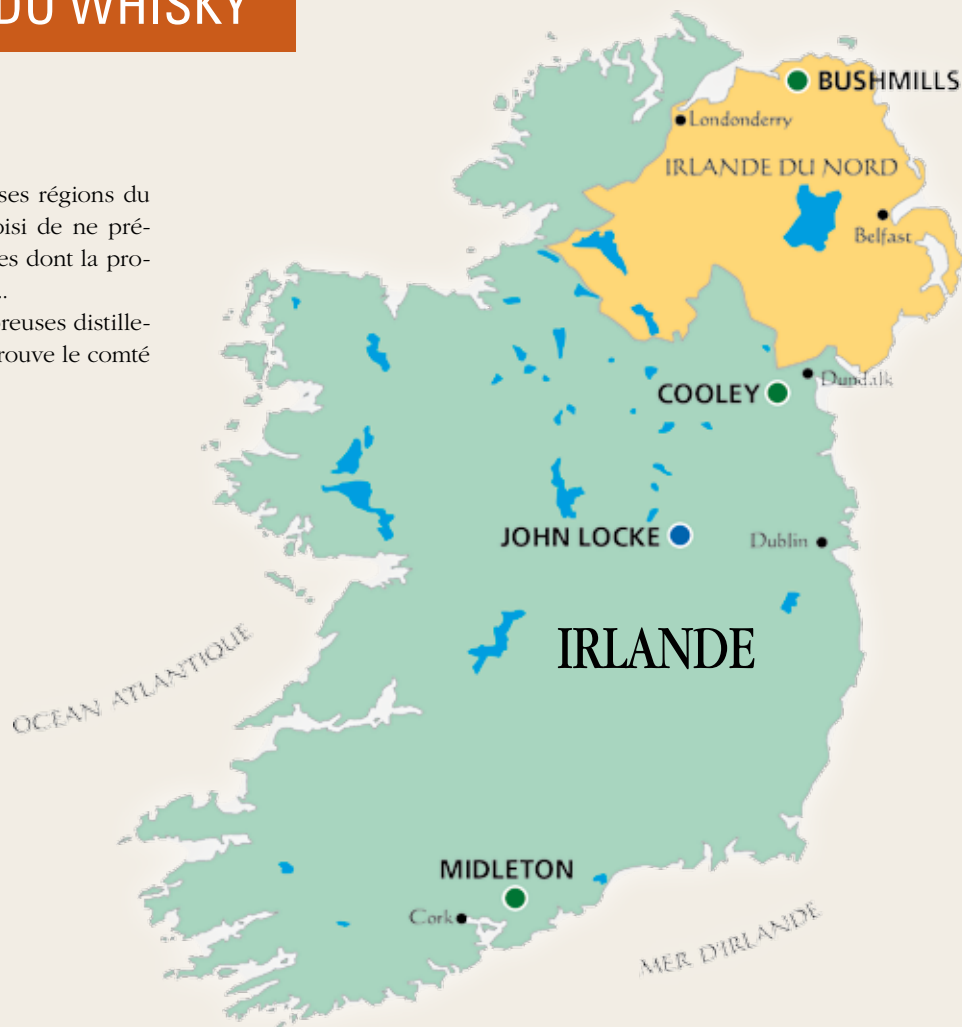 DU WHISKY
ses régions du
oisi de ne pré-
es dont la pro-
..
reuses distille-
rouve le comté
BUSHMILLS
Londonderry
IRLANDE DU NORD
Belfast
Dundalk
COOLEY
JOHN LOCKE
Dublin
IRLANDE
OCEAN ATLANTIQUE
MIDLETON
Cork
MER D'IRLANDE